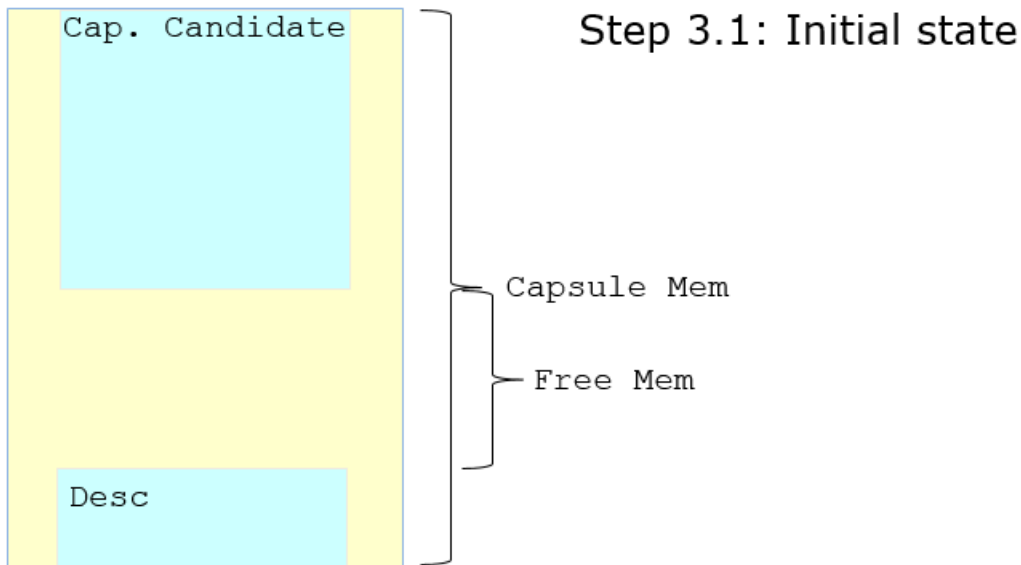 Cap. Candidate
Step 3.1: Initial state
Capsule Mem
Free Mem
Desc